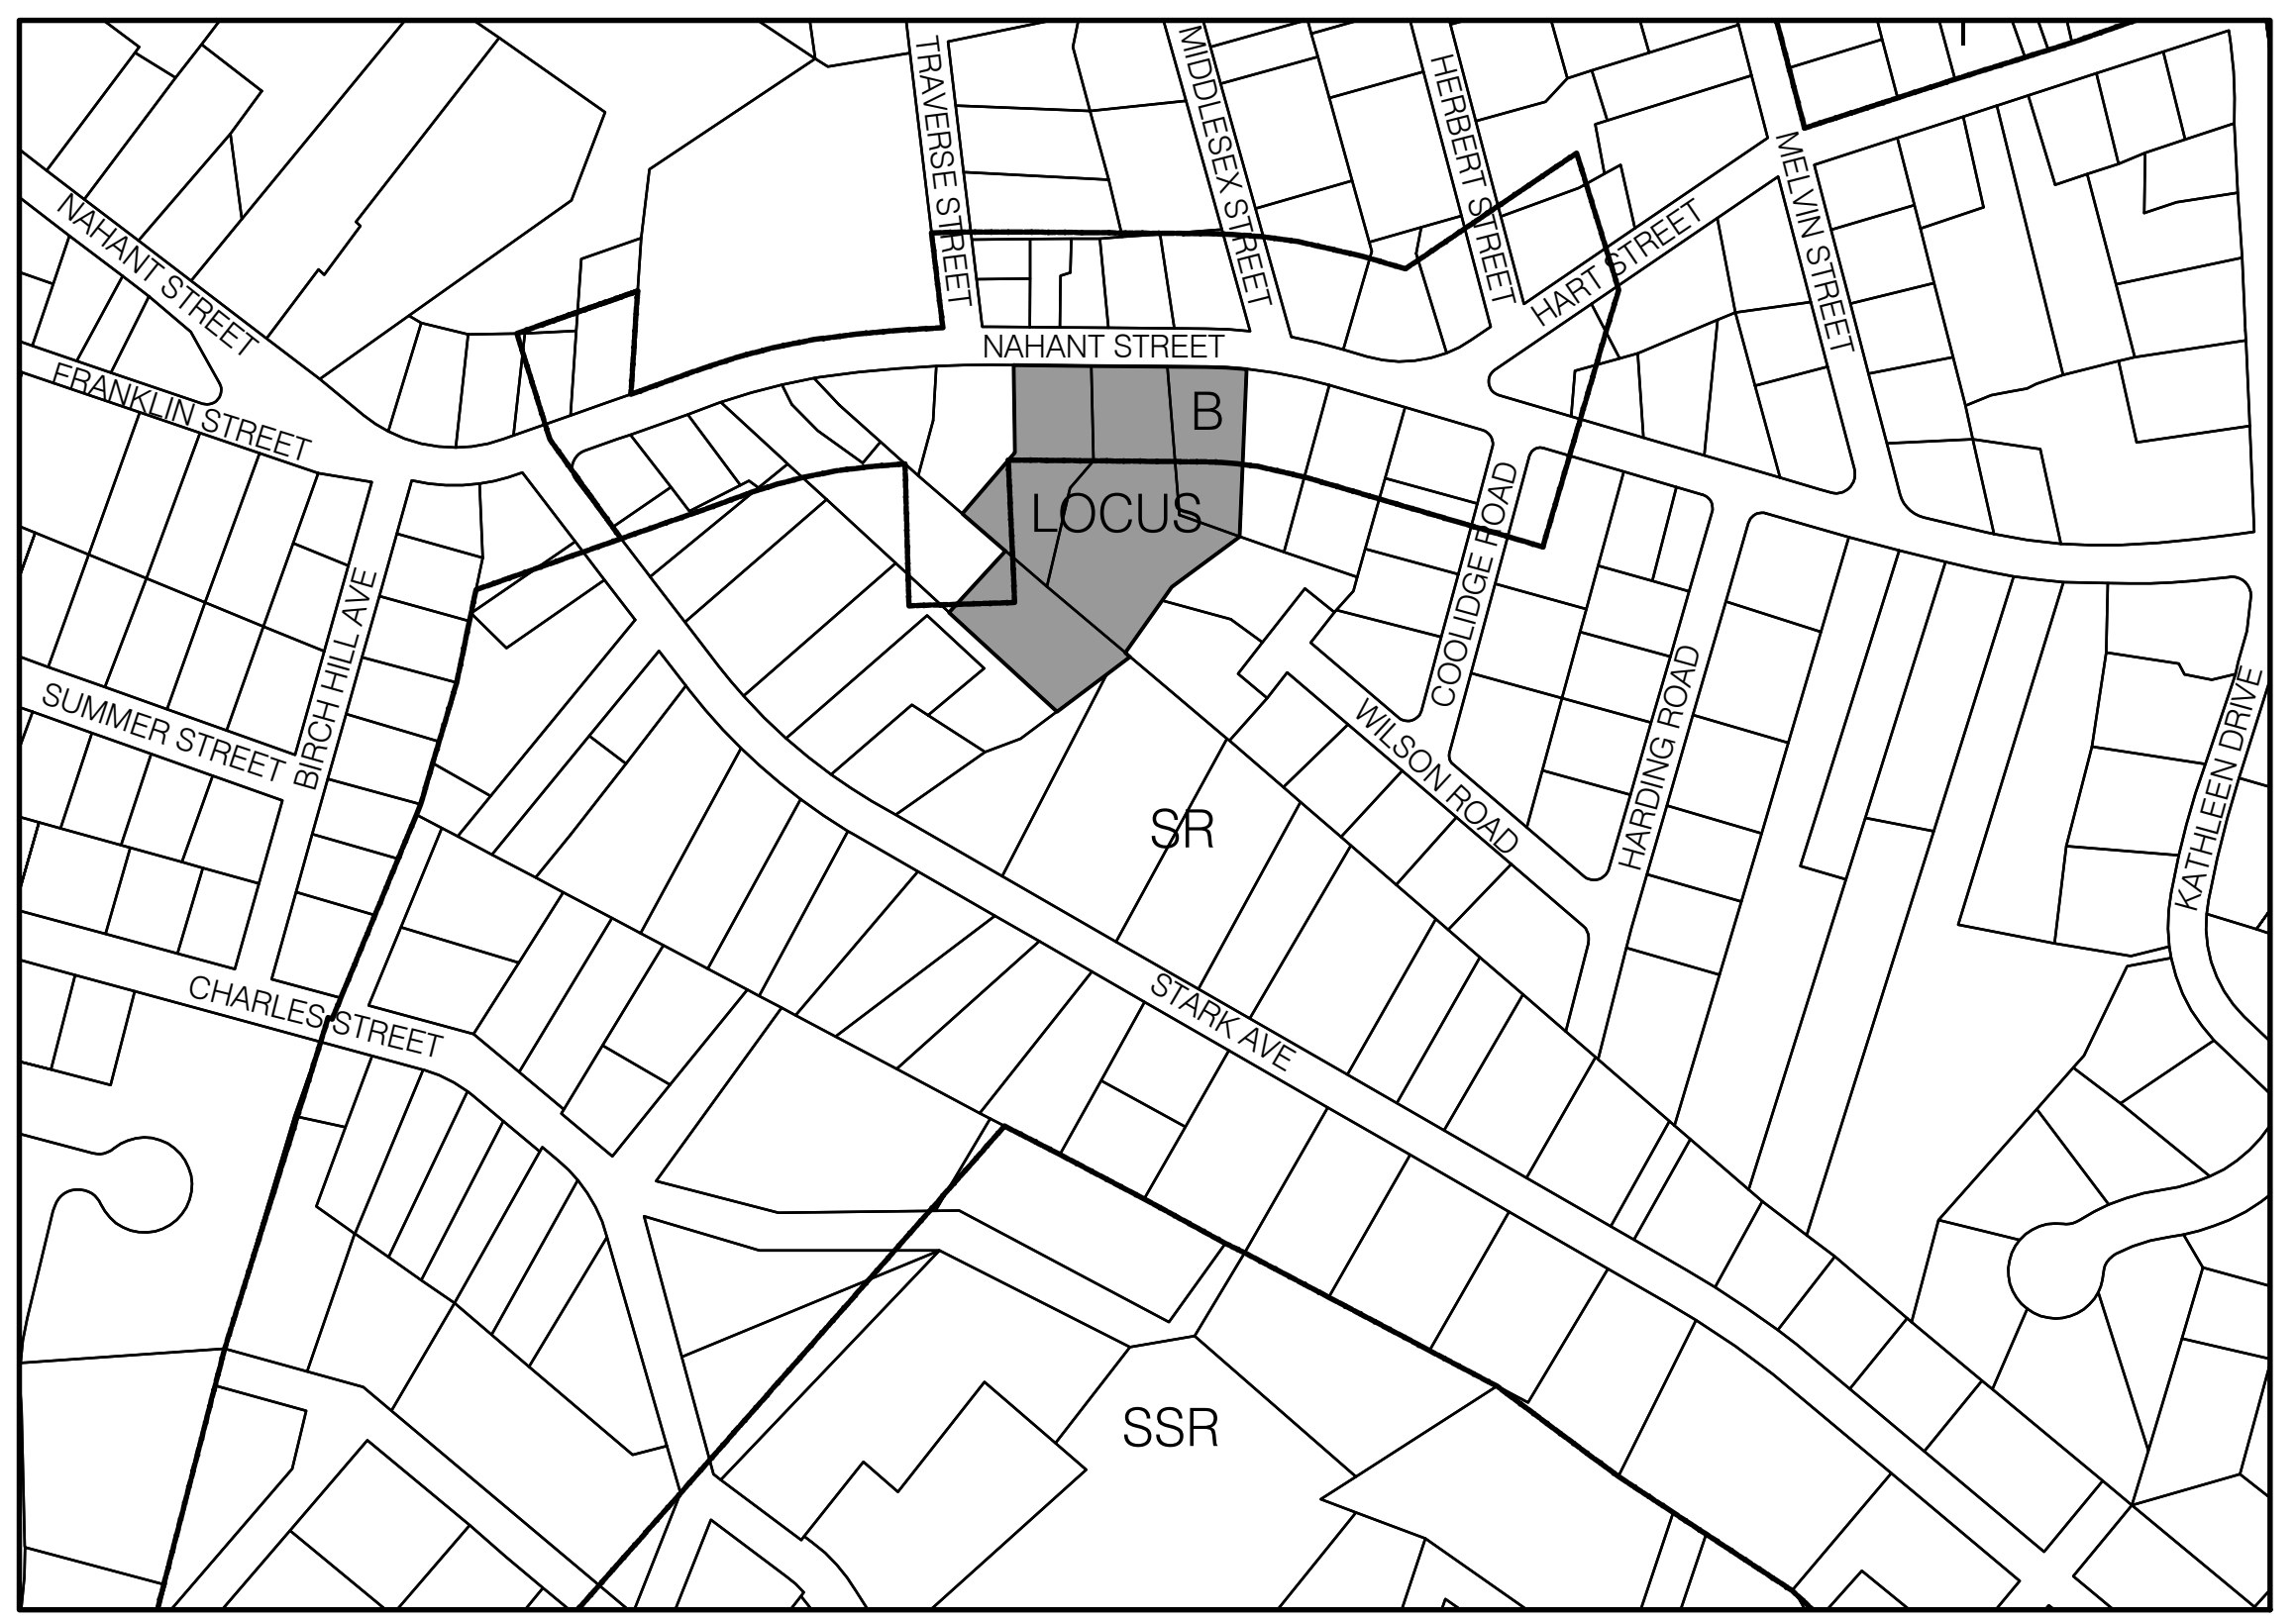 TRAVERSE STREET
MIDDLESEX STREET
HERBERT STREET
MELVIN STREET
HART STREET
NAHANT STREET
NAHANT STREET
FRANKLIN STREET
B
LOCUS
COOLIDGE ROAD
BIRCH HILL AVE
SUMMER STREET
WILSON ROAD
HARDING ROAD
KATHLEEN DRIVE
SR
CHARLES STREET
STARK AVE
SSR